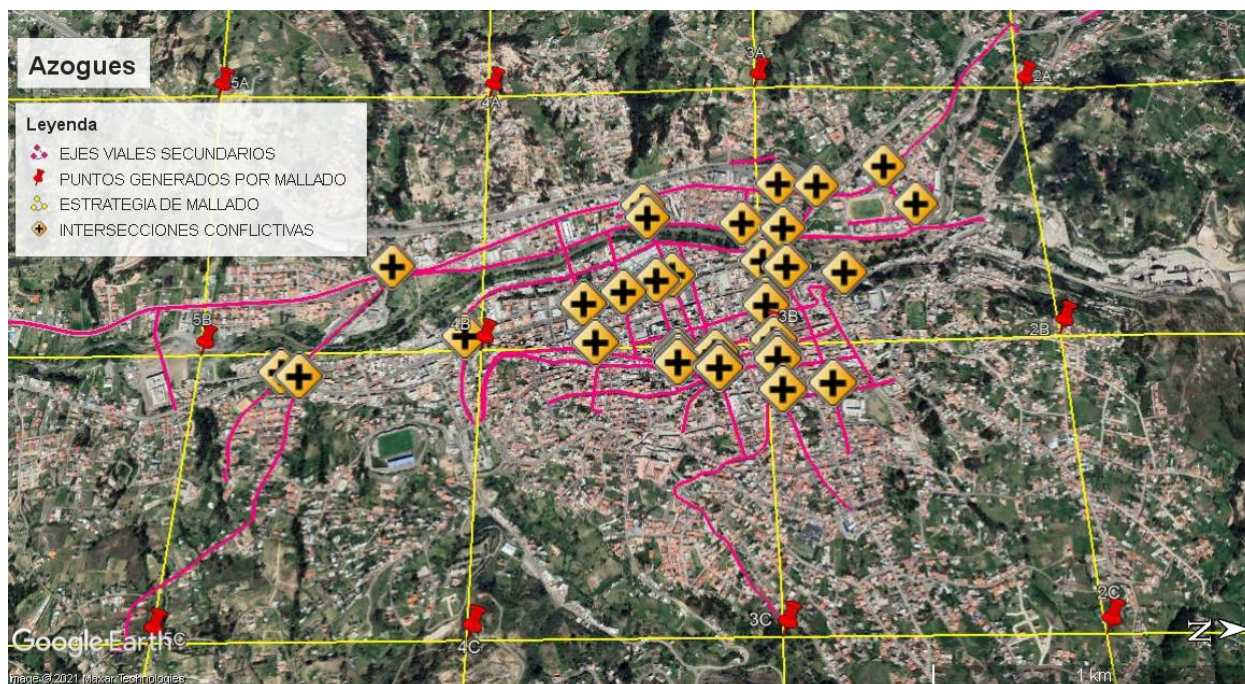 Azogues
Leyenda
EJES VIALES SECUNDARIOS
PUNTOS GENERADOS POR MALLADO
ESTRATEGIA DE MALLADO
INTERSECCIONES CONFLICTIVAS
5A
4A
3A
2A
5B
4B
3B
2B
5C
4C
3C
2C
Google Earth
Image © 2021 Maxar Technologies
1 km
N